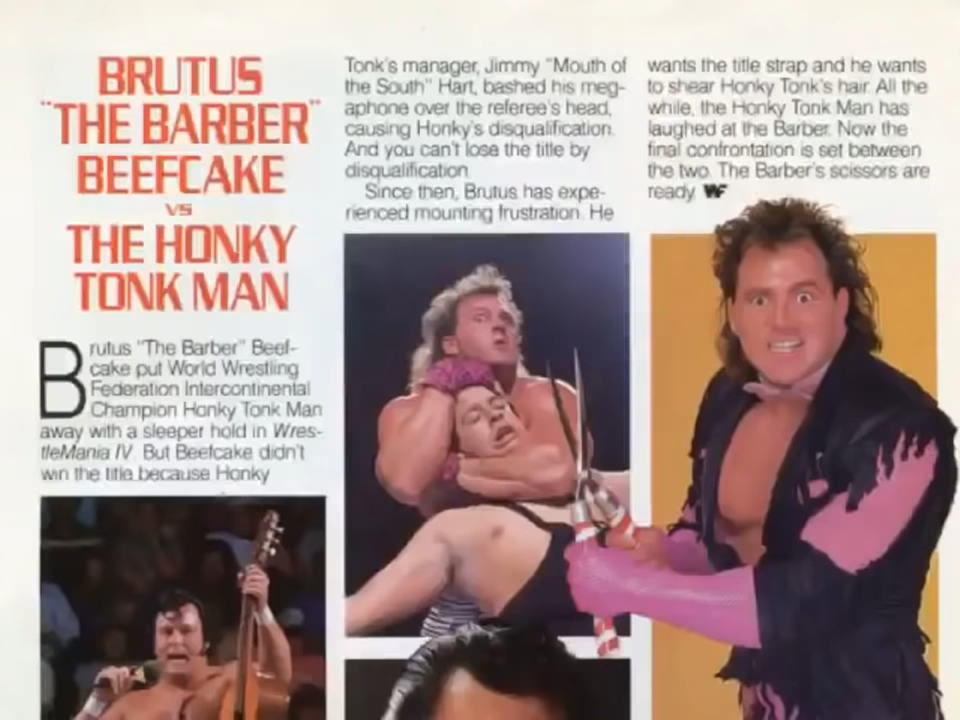 BRUTUS
"THE BARBER"
BEEFCAKE
VS
THE HONKY
TONK MAN
Brutus "The Barber" Beef-
cake put World Wrestling
Federation Intercontinental
Champion Honky Tonk Man
away with a sleeper hold in Wres-
tleMania IV. But Beefcake didn't
win the title because Honky
Tonk's manager, Jimmy "Mouth of
the South" Hart, bashed his meg-
aphone over the referee's head,
causing Honky's disqualification.
And you can't lose the title by
disqualification.
Since then, Brutus has expe-
rienced mounting frustration. He
wants the title strap and he wants
to shear Honky Tonk's hair. All the
while, the Honky Tonk Man has
laughed at the Barber. Now the
final confrontation is set between
the two. The Barber's scissors are
ready. WF